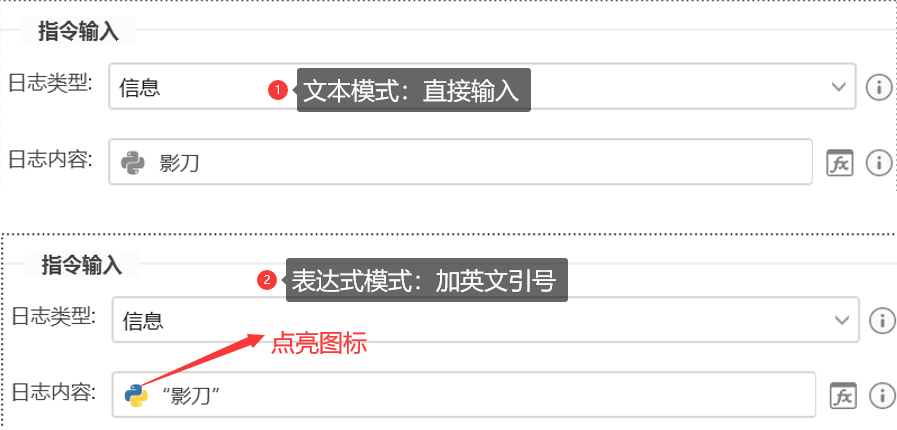 指令输入
日志类型: 信息
1 文本模式：直接输入
日志内容: 影刀 fx
指令输入
2 表达式模式：加英文引号
日志类型: 信息
点亮图标
日志内容: “影刀” fx